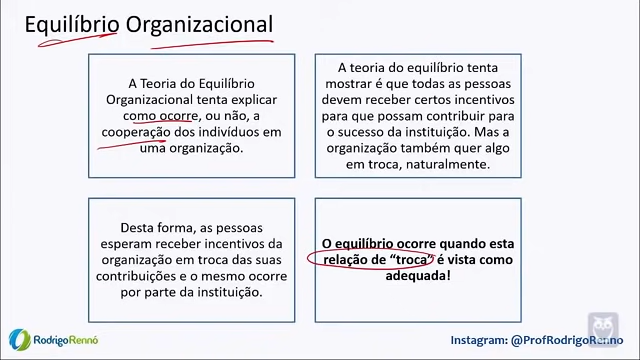 Equilíbrio Organizacional
A Teoria do Equilíbrio
Organizacional tenta explicar
como ocorre, ou não, a
cooperação dos indivíduos em
uma organização.
A teoria do equilíbrio tenta
mostrar é que todas as pessoas
devem receber certos incentivos
para que possam contribuir para
o sucesso da instituição. Mas a
organização também quer algo
em troca, naturalmente.
Desta forma, as pessoas
esperam receber incentivos da
organização em troca das suas
contribuições e o mesmo ocorre
por parte da instituição.
O equilíbrio ocorre quando esta
relação de “troca” é vista como
adequada!
RodrigoRennó
Instagram: @ProfRodrigoRenno